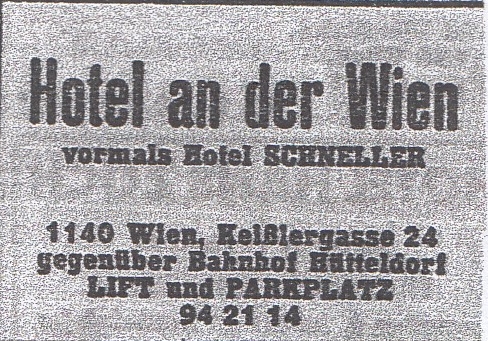 Hotel an der Wien
vormals Hotel SCHNELLER
1140 Wien, Keißlergasse 24
gegenüber Bahnhof Hütteldorf
LIFT und PARKPLATZ
94 21 14